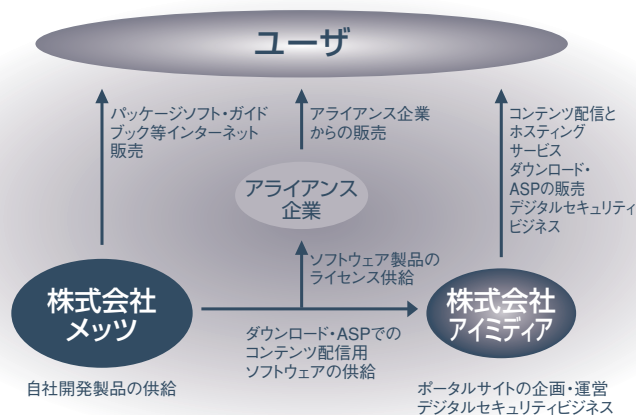 ユーザ
パッケージソフト・ガイド
ブック等インターネット
販売
アライアンス企業
からの販売
コンテンツ配信と
ホスティング
サービス
ダウンロード・
ASPの販売
デジタルセキュリティ
ビジネス
アライアンス
企業
ソフトウェア製品の
ライセンス供給
株式会社
メッツ
株式会社
アイミディア
ダウンロード・ASPでの
コンテンツ配信用
ソフトウェアの供給
自社開発製品の供給
ポータルサイトの企画・運営
デジタルセキュリティビジネス